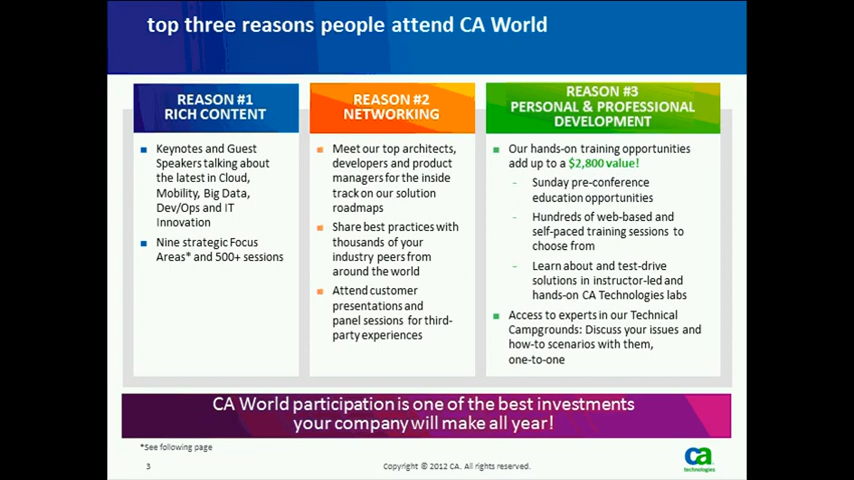 top three reasons people attend CA World
REASON #1
RICH CONTENT
Keynotes and Guest
Speakers talking about
the latest in Cloud,
Mobility, Big Data,
Dev/Ops and IT
Innovation
Nine strategic Focus
Areas* and 500+ sessions
REASON #2
NETWORKING
Meet our top architects,
developers and product
managers for the inside
track on our solution
roadmaps
Share best practices with
thousands of your
industry peers from
around the world
Attend customer
presentations and
panel sessions for third-
party experiences
REASON #3
PERSONAL & PROFESSIONAL
DEVELOPMENT
Our hands-on training opportunities
add up to a $2,800 value!
- Sunday pre-conference
education opportunities
- Hundreds of web-based and
self-paced training sessions to
choose from
- Learn about and test-drive
solutions in instructor-led and
hands-on CA Technologies labs
Access to experts in our Technical
Campgrounds: Discuss your issues and
how-to scenarios with them,
one-to-one
CA World participation is one of the best investments
your company will make all year!
*See following page
3
Copyright © 2012 CA. All rights reserved.
ca
technologies